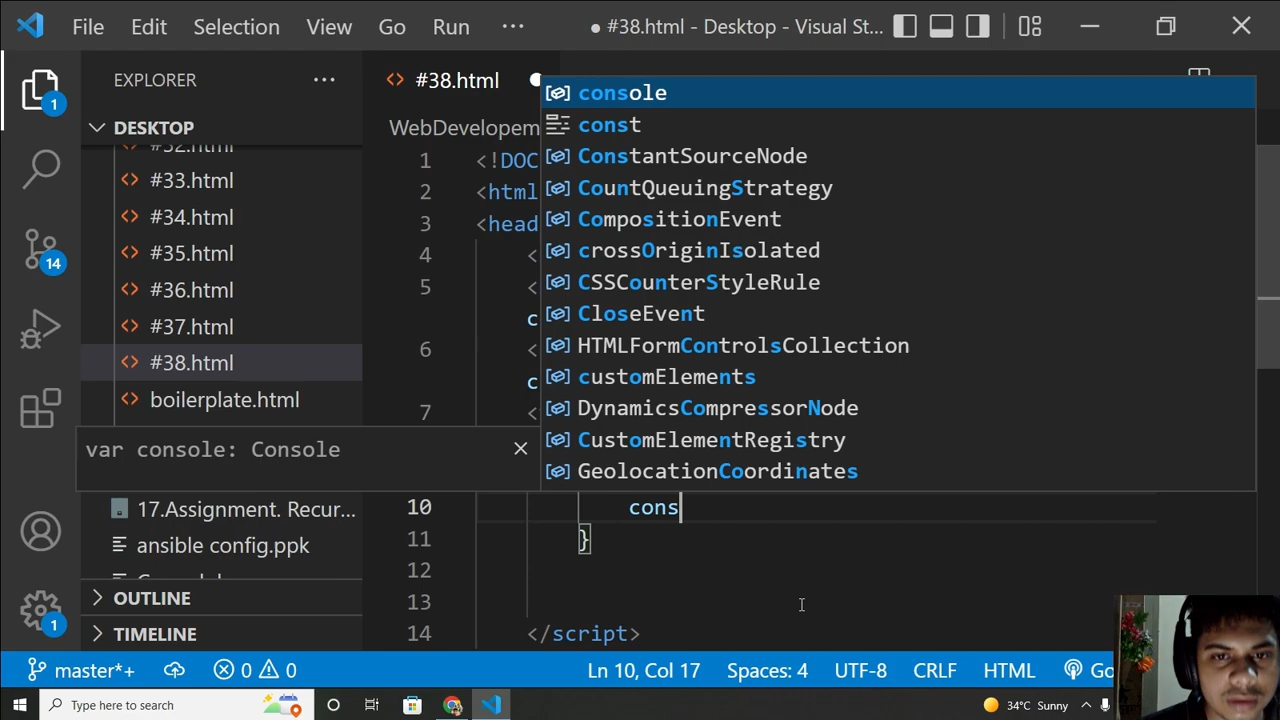 File Edit Selection View Go Run ··· #38.html - Desktop - Visual St...
EXPLORER
DESKTOP
#33.html
#34.html
#35.html
#36.html
#37.html
#38.html
boilerplate.html
var console: Console
17.Assignment. Recur...
ansible config.ppk
OUTLINE
TIMELINE
1
14
1
#38.html
WebDevelopem
1 <!DOC
2 <html
3 <head
4 <
5 <
c
6 <
c
7 <
console
const
ConstantSourceNode
CountQueuingStrategy
CompositionEvent
crossOriginIsolated
CSSCounterStyleRule
CloseEvent
HTMLFormControlsCollection
customElements
DynamicsCompressorNode
CustomElementRegistry
GeolocationCoordinates
10 cons
11 }
12
13
14 </script>
master*+ 0 0 Ln 10, Col 17 Spaces: 4 UTF-8 CRLF HTML Go
Type here to search 34°C Sunny